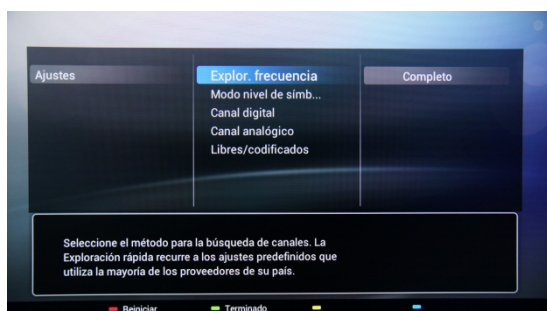 Ajustes
Explor. frecuencia
Completo
Modo nivel de símb...
Canal digital
Canal analógico
Libres/codificados
Seleccione el método para la búsqueda de canales. La
Exploración rápida recurre a los ajustes predefinidos que
utiliza la mayoría de los proveedores de su país.
Reiniciar
Terminado